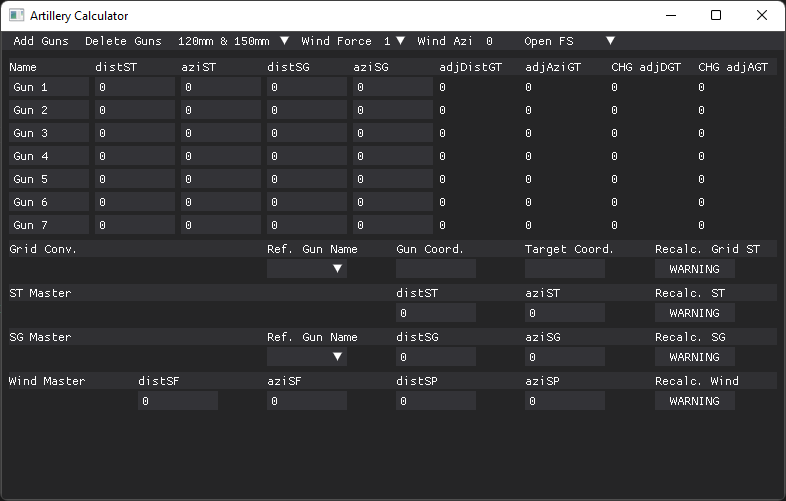 Artillery Calculator
Add Guns Delete Guns 120mm & 150mm Wind Force 1 Wind Azi 0 Open FS
Name distST aziST distSG aziSG adjDistGT adjAziGT CHG adjDGT CHG adjAGT
Gun 1 0 0 0 0 0 0 0 0
Gun 2 0 0 0 0 0 0 0 0
Gun 3 0 0 0 0 0 0 0 0
Gun 4 0 0 0 0 0 0 0 0
Gun 5 0 0 0 0 0 0 0 0
Gun 6 0 0 0 0 0 0 0 0
Gun 7 0 0 0 0 0 0 0 0
Grid Conv. Ref. Gun Name Gun Coord. Target Coord. Recalc. Grid ST
WARNING
ST Master distST aziST Recalc. ST
0 0 WARNING
SG Master Ref. Gun Name distSG aziSG Recalc. SG
0 0 WARNING
Wind Master distSF aziSF distSP aziSP Recalc. Wind
0 0 0 0 WARNING